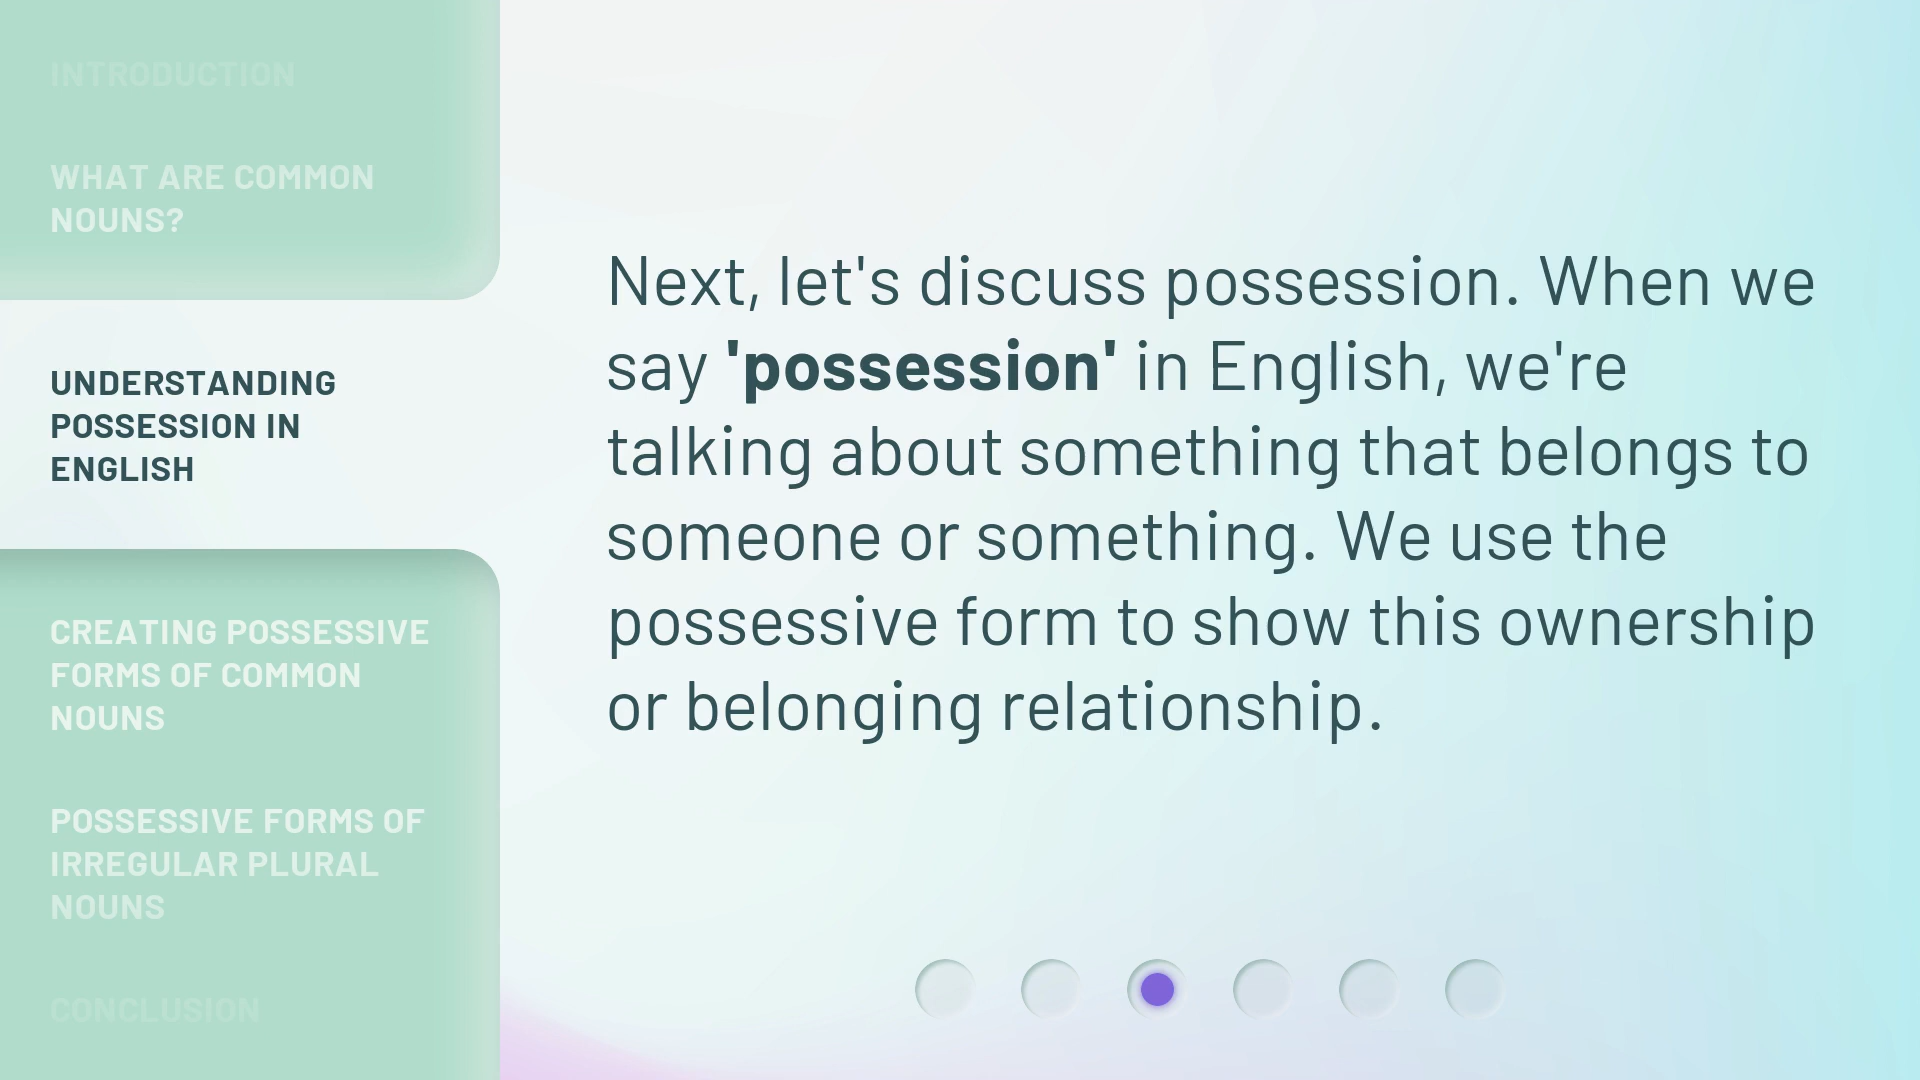 INTRODUCTION
WHAT ARE COMMON
NOUNS?
UNDERSTANDING
POSSESSION IN
ENGLISH
CREATING POSSESSIVE
FORMS OF COMMON
NOUNS
POSSESSIVE FORMS OF
IRREGULAR PLURAL
NOUNS
CONCLUSION
Next, let's discuss possession. When we
say 'possession' in English, we're
talking about something that belongs to
someone or something. We use the
possessive form to show this ownership
or belonging relationship.